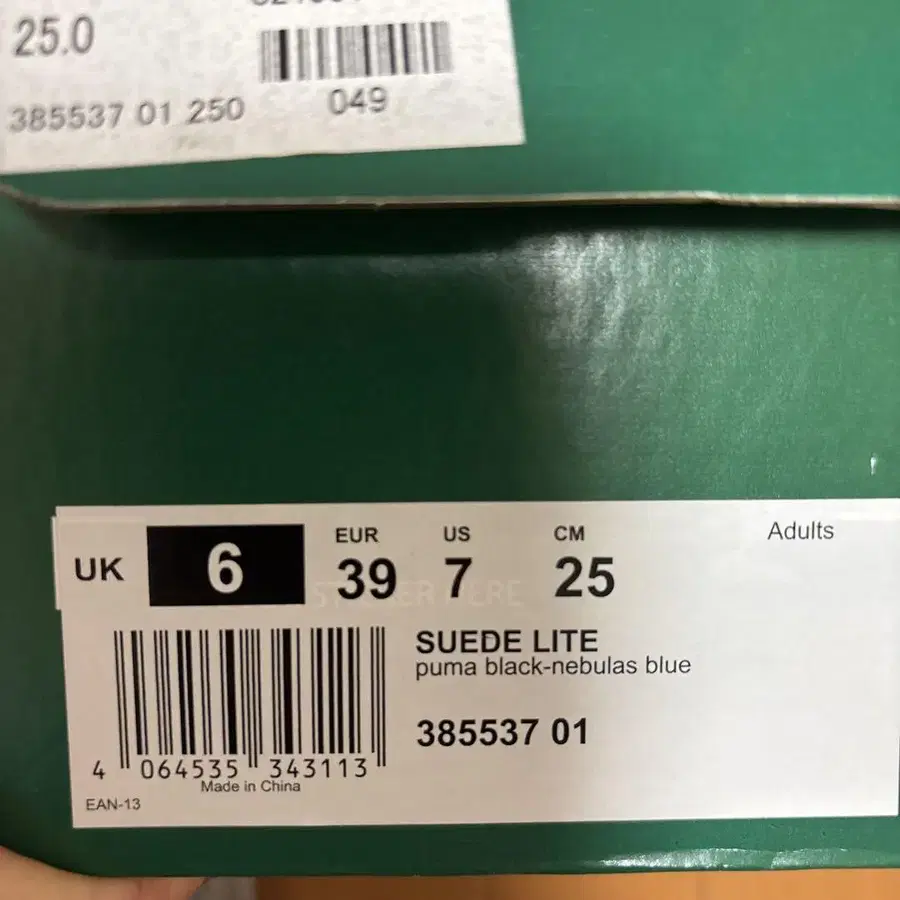 25.0
049
385537 01 250
UK 6
EUR 39
US 7
CM 25
Adults
SUEDE LITE
puma black-nebulas blue
385537 01
4 064535 343113
Made in China
EAN-13